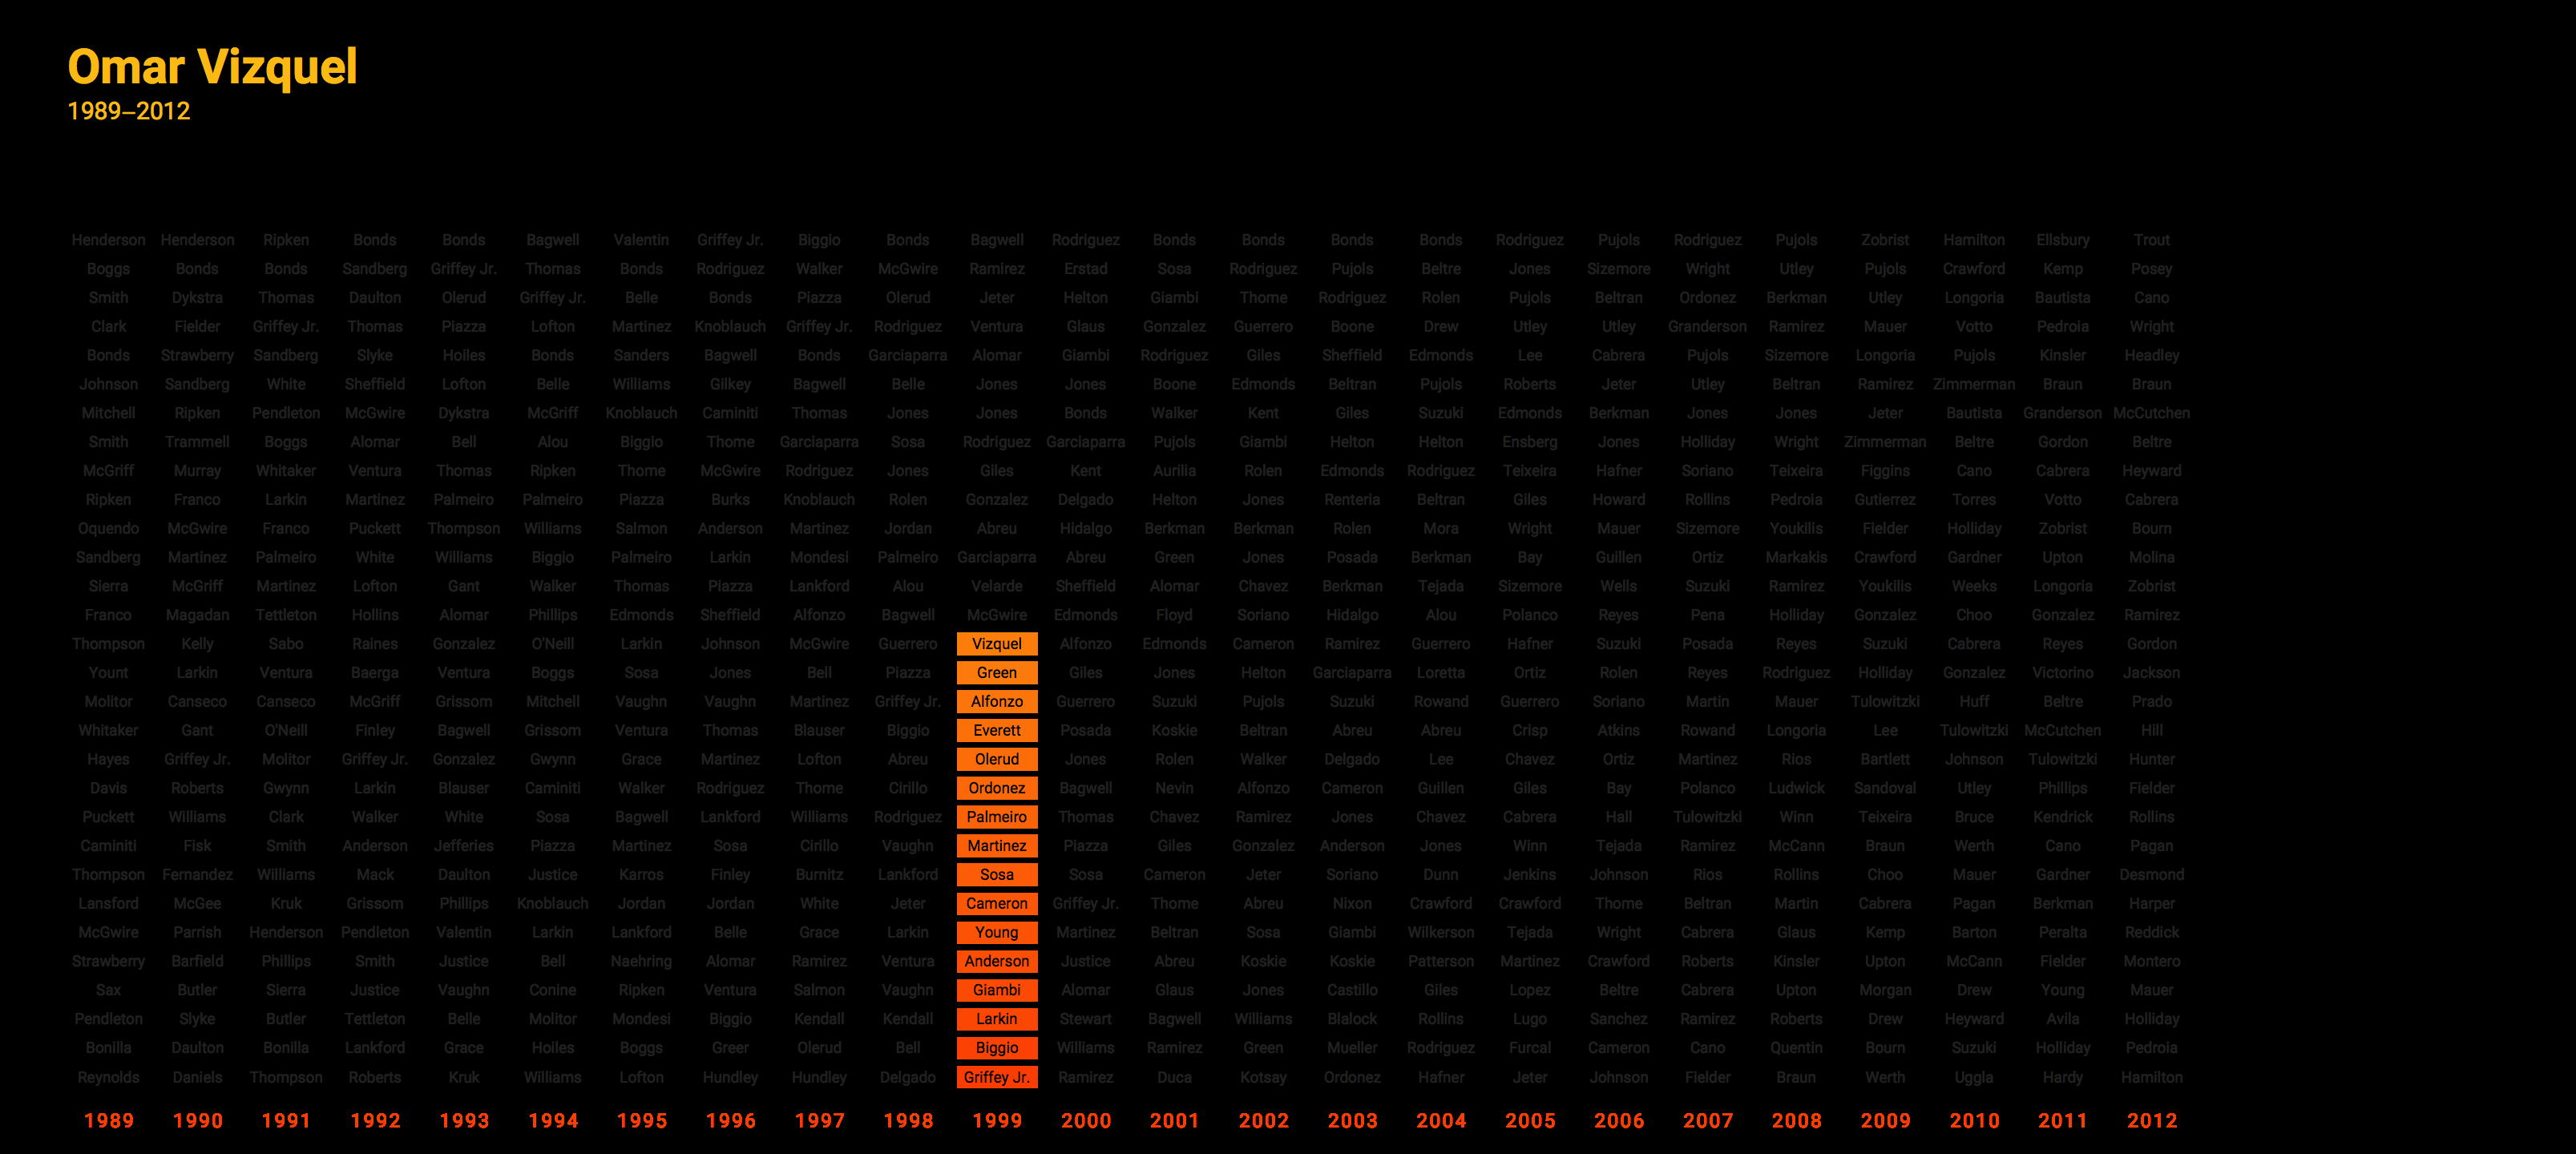 Omar Vizquel
1989–2012
Henderson Henderson Ripken Bonds Bonds Bagwell Valentin Griffey Jr. Biggio Bonds Bagwell Rodriguez Bonds Bonds Bonds Bonds Rodriguez Pujols Rodriguez Pujols Zobrist Hamilton Ellsbury Trout
Boggs Bonds Bonds Sandberg Griffey Jr. Thomas Bonds Rodriguez Walker McGwire Ramirez Erstad Sosa Rodriguez Pujols Beltre Jones Sizemore Wright Utley Pujols Crawford Kemp Posey
Smith Dykstra Thomas Daulton Olerud Griffey Jr. Belle Bonds Piazza Olerud Jeter Helton Giambi Thome Rodriguez Rolen Pujols Beltran Ordonez Berkman Utley Longoria Bautista Cano
Clark Fielder Griffey Jr. Thomas Piazza Lofton Martinez Knoblauch Griffey Jr. Rodriguez Ventura Glaus Gonzalez Guerrero Boone Drew Utley Utley Granderson Ramirez Mauer Votto Pedroia Wright
Bonds Strawberry Sandberg Slyke Hoiles Bonds Sanders Bagwell Bonds Garciaparra Alomar Giambi Rodriguez Giles Sheffield Edmonds Lee Cabrera Pujols Sizemore Longoria Pujols Kinsler Headley
Johnson Sandberg White Sheffield Lofton Belle Williams Gilkey Bagwell Belle Jones Jones Boone Edmonds Beltran Pujols Roberts Jeter Utley Beltran Ramirez Zimmerman Braun Braun
Mitchell Ripken Pendleton McGwire Dykstra McGriff Knoblauch Caminiti Thomas Jones Jones Bonds Walker Kent Giles Suzuki Edmonds Berkman Jones Jones Jeter Bautista Granderson McCutchen
Smith Trammell Boggs Alomar Bell Alou Biggio Thome Garciaparra Sosa Rodriguez Garciaparra Pujols Giambi Helton Helton Ensberg Jones Holliday Wright Zimmerman Beltre Gordon Beltre
McGriff Murray Whitaker Ventura Thomas Ripken Thome McGwire Rodriguez Jones Giles Kent Aurilia Rolen Edmonds Rodriguez Teixeira Hafner Soriano Teixeira Figgins Cano Cabrera Heyward
Ripken Franco Larkin Martinez Palmeiro Palmeiro Piazza Burks Knoblauch Rolen Gonzalez Delgado Helton Jones Renteria Beltran Giles Howard Rollins Pedroia Gutierrez Torres Votto Cabrera
Oquendo McGwire Franco Puckett Thompson Williams Salmon Anderson Martinez Jordan Abreu Hidalgo Berkman Berkman Rolen Mora Wright Mauer Sizemore Youkilis Fielder Holliday Zobrist Bourn
Sandberg Martinez Palmeiro White Williams Biggio Palmeiro Larkin Mondesi Palmeiro Garciaparra Abreu Green Jones Posada Berkman Bay Guillen Ortiz Markakis Crawford Gardner Upton Molina
Sierra McGriff Martinez Lofton Gant Walker Thomas Piazza Lankford Alou Velarde Sheffield Alomar Chavez Berkman Tejada Sizemore Wells Suzuki Ramirez Youkilis Weeks Longoria Zobrist
Franco Magadan Tettleton Hollins Alomar Phillips Edmonds Sheffield Alfonzo Bagwell McGwire Edmonds Floyd Soriano Hidalgo Alou Polanco Reyes Pena Holliday Gonzalez Choo Gonzalez Ramirez
Thompson Kelly Sabo Raines Gonzalez O'Neill Larkin Johnson McGwire Guerrero Vizquel Alfonzo Edmonds Cameron Ramirez Guerrero Hafner Suzuki Posada Reyes Suzuki Cabrera Reyes Gordon
Yount Larkin Ventura Baerga Ventura Boggs Sosa Jones Bell Piazza Green Giles Jones Helton Garciaparra Loretta Ortiz Rolen Reyes Rodriguez Holliday Gonzalez Victorino Jackson
Molitor Canseco Canseco McGriff Grissom Mitchell Vaughn Vaughn Martinez Griffey Jr. Alfonzo Guerrero Suzuki Pujols Suzuki Rowand Guerrero Soriano Martin Mauer Tulowitzki Huff Beltre Prado
Whitaker Gant O'Neill Finley Bagwell Grissom Ventura Thomas Blauser Biggio Everett Posada Koskie Beltran Abreu Abreu Crisp Atkins Rowand Longoria Lee Tulowitzki McCutchen Hill
Hayes Griffey Jr. Molitor Griffey Jr. Gonzalez Gwynn Grace Martinez Lofton Abreu Olerud Jones Rolen Walker Delgado Lee Chavez Ortiz Martinez Rios Bartlett Johnson Tulowitzki Hunter
Davis Roberts Gwynn Larkin Blauser Caminiti Walker Rodriguez Thome Cirillo Ordonez Bagwell Nevin Alfonzo Cameron Guillen Giles Bay Polanco Ludwick Sandoval Utley Phillips Fielder
Puckett Williams Clark Walker White Sosa Bagwell Lankford Williams Rodriguez Palmeiro Thomas Chavez Ramirez Jones Chavez Cabrera Hall Tulowitzki Winn Teixeira Bruce Kendrick Rollins
Caminiti Fisk Smith Anderson Jefferies Piazza Martinez Sosa Cirillo Vaughn Martinez Piazza Giles Gonzalez Anderson Jones Winn Tejada Ramirez McCann Braun Werth Cano Pagan
Thompson Fernandez Williams Mack Daulton Justice Karros Finley Burnitz Lankford Sosa Sosa Cameron Jeter Soriano Dunn Jenkins Johnson Rios Rollins Choo Mauer Gardner Desmond
Lansford McGee Kruk Grissom Phillips Knoblauch Jordan Jordan White Jeter Cameron Griffey Jr. Thome Abreu Nixon Crawford Crawford Thome Beltran Martin Cabrera Pagan Berkman Harper
McGwire Parrish Henderson Pendleton Valentin Larkin Lankford Belle Grace Larkin Young Martinez Beltran Sosa Giambi Wilkerson Tejada Wright Cabrera Glaus Kemp Barton Peralta Reddick
Strawberry Barfield Phillips Smith Justice Bell Naehring Alomar Ramirez Ventura Anderson Justice Abreu Koskie Koskie Patterson Martinez Crawford Roberts Kinsler Upton McCann Fielder Montero
Sax Butler Sierra Justice Vaughn Conine Ripken Ventura Salmon Vaughn Giambi Alomar Glaus Jones Castillo Giles Lopez Beltre Cabrera Upton Morgan Drew Young Mauer
Pendleton Slyke Butler Tettleton Belle Molitor Mondesi Biggio Kendall Kendall Larkin Stewart Bagwell Williams Blalock Rollins Lugo Sanchez Ramirez Roberts Drew Heyward Avila Holliday
Bonilla Daulton Bonilla Lankford Grace Hoiles Boggs Greer Olerud Bell Biggio Williams Ramirez Green Mueller Rodriguez Furcal Cameron Cano Quentin Bourn Suzuki Holliday Pedroia
Reynolds Daniels Thompson Roberts Kruk Williams Lofton Hundley Hundley Delgado Griffey Jr. Ramirez Duca Kotsay Ordonez Hafner Jeter Johnson Fielder Braun Werth Uggla Hardy Hamilton
1989 1990 1991 1992 1993 1994 1995 1996 1997 1998 1999 2000 2001 2002 2003 2004 2005 2006 2007 2008 2009 2010 2011 2012